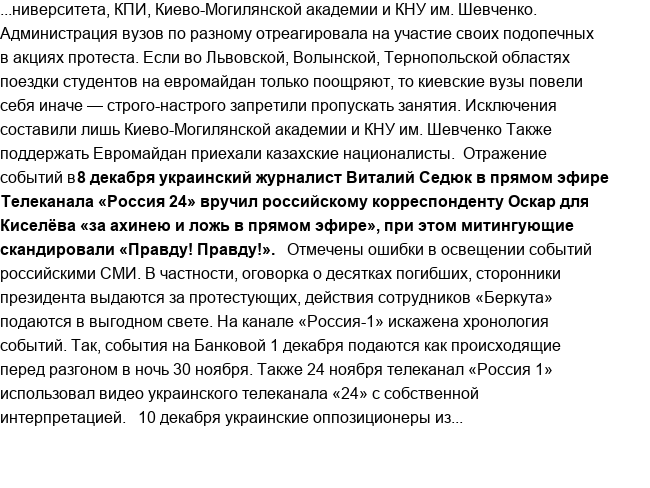 ...ниверситета, КПИ, Киево-Могилянской академии и КНУ им. Шевченко.
Администрация вузов по разному отреагировала на участие своих подопечных
в акциях протеста. Если во Львовской, Волынской, Тернопольской областях
поездки студентов на евромайдан только поощряют, то киевские вузы повели
себя иначе — строго-настрого запретили пропускать занятия. Исключения
составили лишь Киево-Могилянской академии и КНУ им. Шевченко Также
поддержать Евромайдан приехали казахские националисты.  Отражение
событий в8 декабря украинский журналист Виталий Седюк в прямом эфире
Телеканала «Россия 24» вручил российскому корреспонденту Оскар для
Киселёва «за ахинею и ложь в прямом эфире», при этом митингующие
скандировали «Правду! Правду!».   Отмечены ошибки в освещении событий
российскими СМИ. В частности, оговорка о десятках погибших, сторонники
президента выдаются за протестующих, действия сотрудников «Беркута»
подаются в выгодном свете. На канале «Россия-1» искажена хронология
событий. Так, события на Банковой 1 декабря подаются как происходящие
перед разгоном в ночь 30 ноября. Также 24 ноября телеканал «Россия 1»
использовал видео украинского телеканала «24» с собственной
интерпретацией.   10 декабря украинские оппозиционеры из...